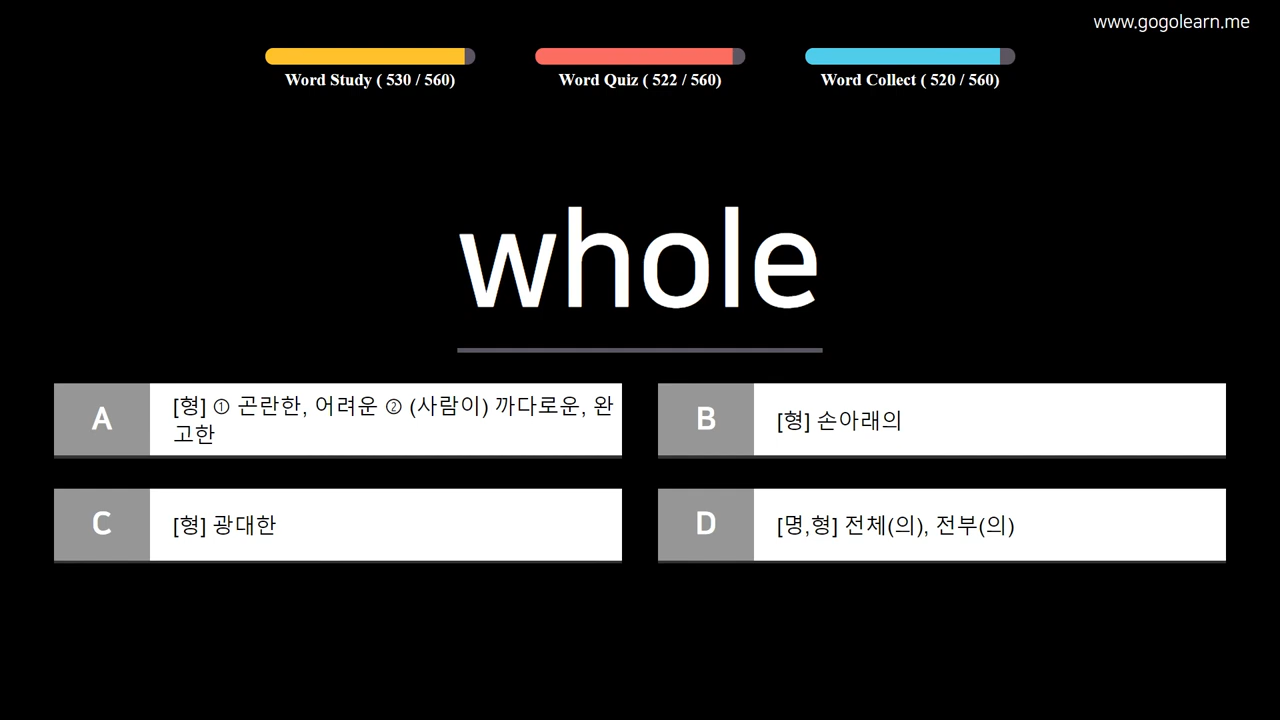 www.gogolearn.me
Word Study ( 530 / 560)
Word Quiz ( 522 / 560)
Word Collect ( 520 / 560)
whole
A
[형] ① 곤란한, 어려운 ② (사람이) 까다로운, 완
고한
B
[형] 손아래의
C
[형] 광대한
D
[명,형] 전체(의), 전부(의)